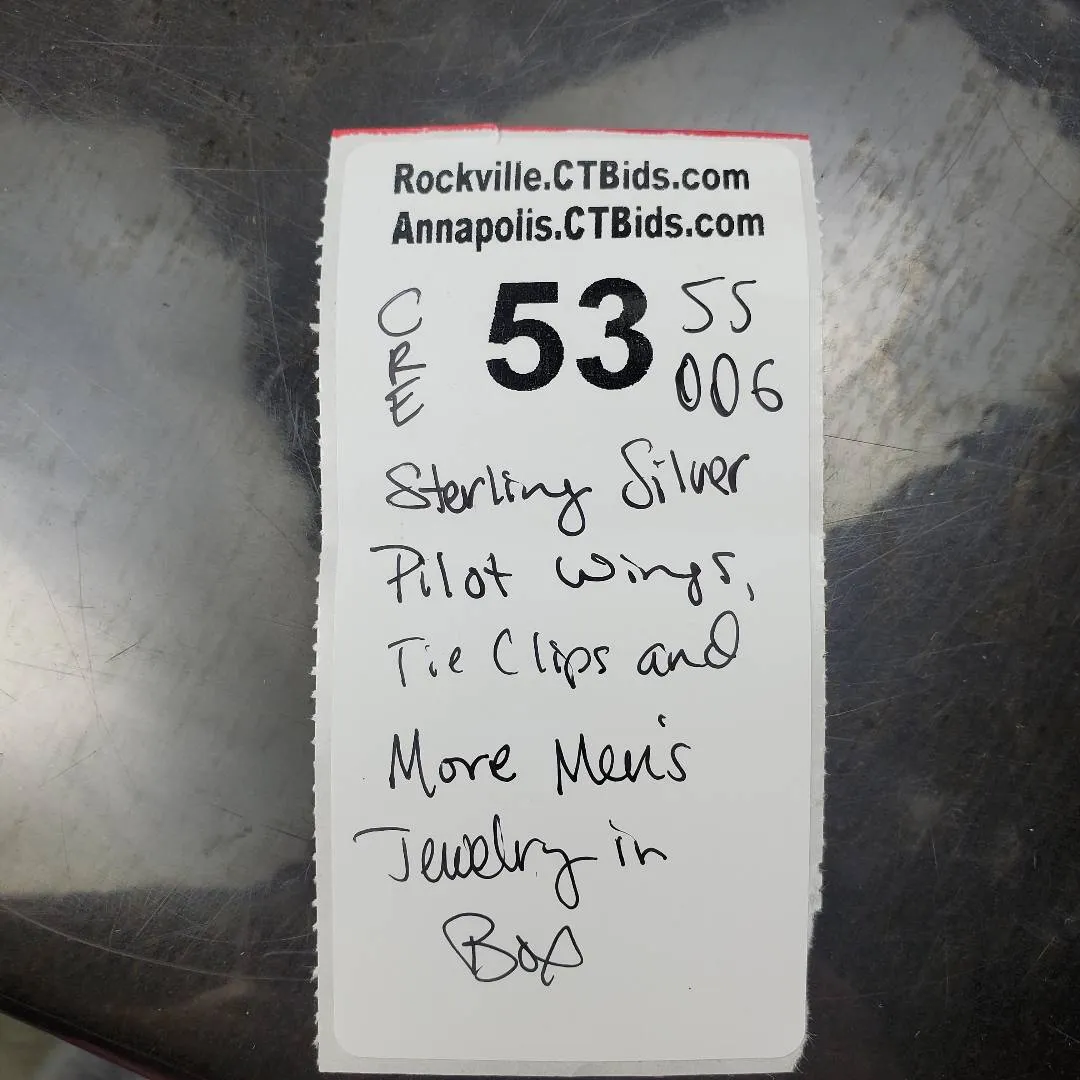 Rockville.CTBids.com
Annapolis.CTBids.com
CRE 53 55
006
Sterling Silver
Pilot Wings,
Tie Clips and
More Men's
Jewelry in
Box